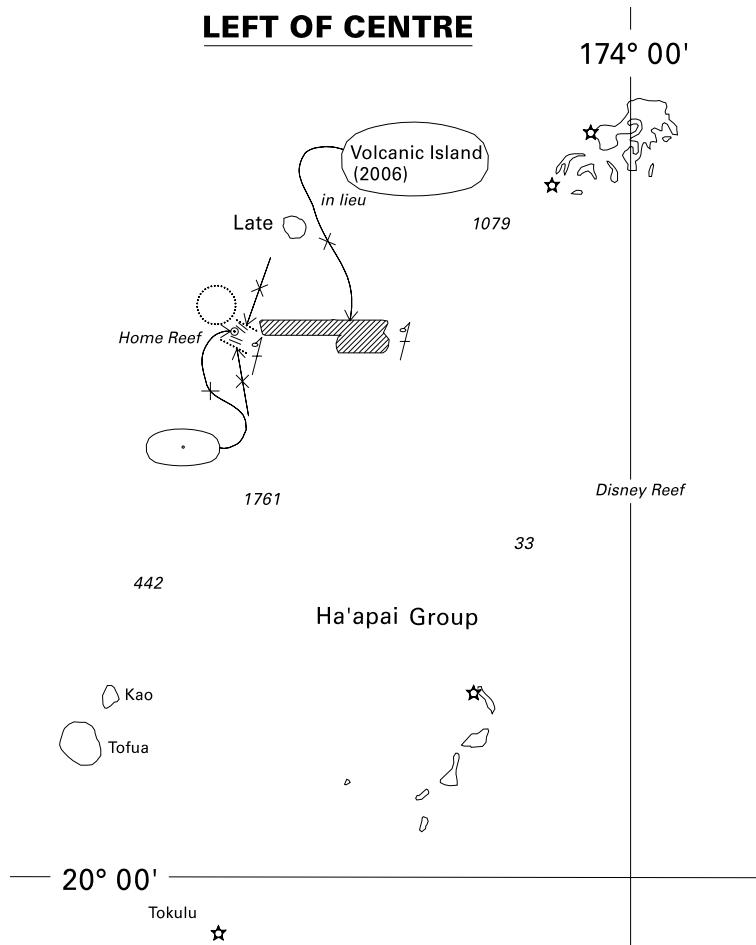 LEFT OF CENTRE
174° 00'
Volcanic Island
(2006)
in lieu
Late
1079
Home Reef
1761
Disney Reef
33
442
Ha'apai Group
Kao
Tofua
20° 00'
Tokulu